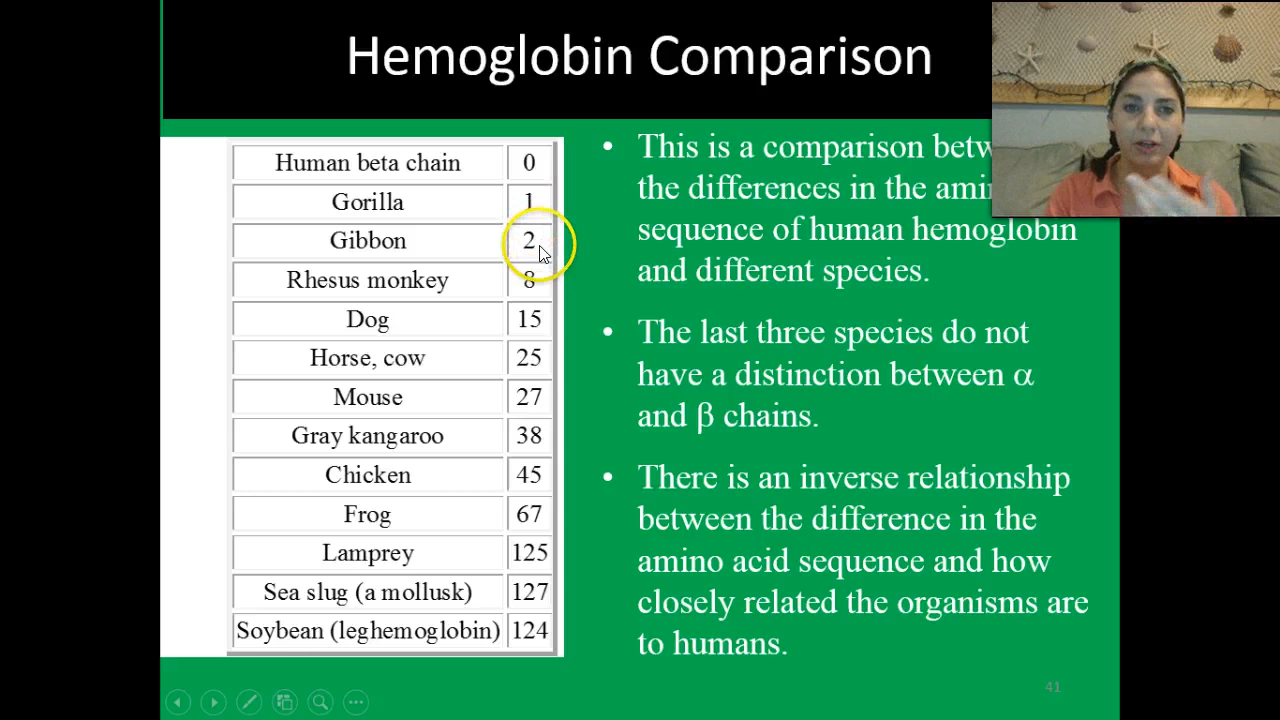 Hemoglobin Comparison
Human beta chain 0
Gorilla 1
Gibbon 2
Rhesus monkey 8
Dog 15
Horse, cow 25
Mouse 27
Gray kangaroo 38
Chicken 45
Frog 67
Lamprey 125
Sea slug (a mollusk) 127
Soybean (leghemoglobin) 124
• This is a comparison
the differences in the
sequence of human hemoglobin
and different species.
• The last three species do not
have a distinction between α
and β chains.
• There is an inverse relationship
between the difference in the
amino acid sequence and how
closely related the organisms are
to humans.
41